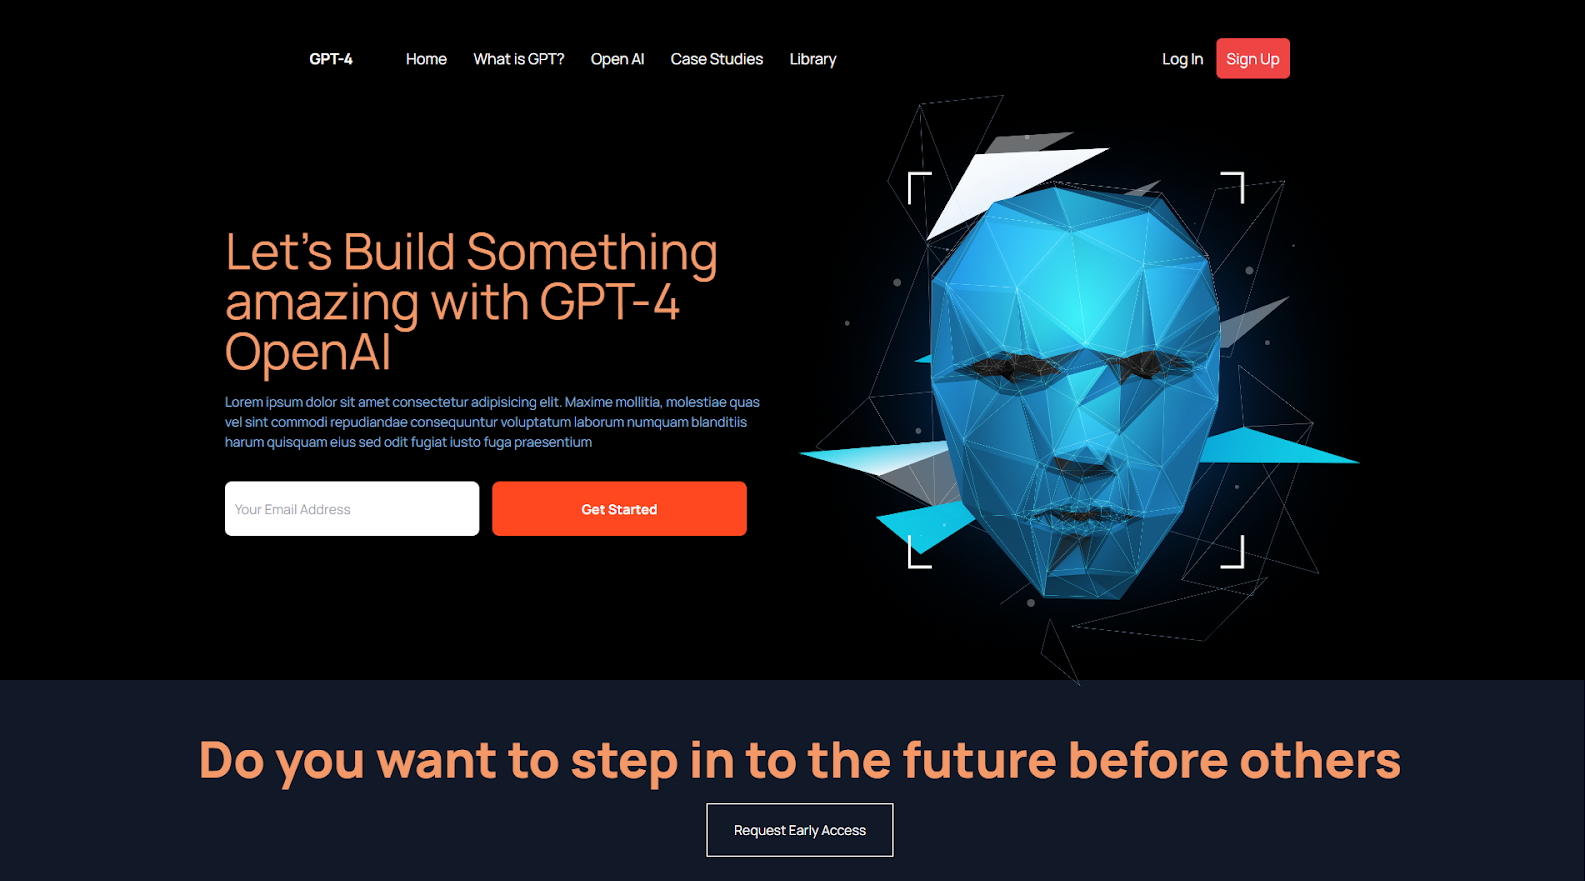 GPT-4 Home What is GPT? Open AI Case Studies Library Log In Sign Up
Let's Build Something
amazing with GPT-4
OpenAI
Lorem ipsum dolor sit amet consectetur adipisicing elit. Maxime mollitia, molestiae quas
vel sint commodi repudiandae consequuntur voluptatum laborum numquam blanditiis
harum quisquam eius sed odit fugiat iusto fuga praesentium
Your Email Address Get Started
Do you want to step in to the future before others
Request Early Access